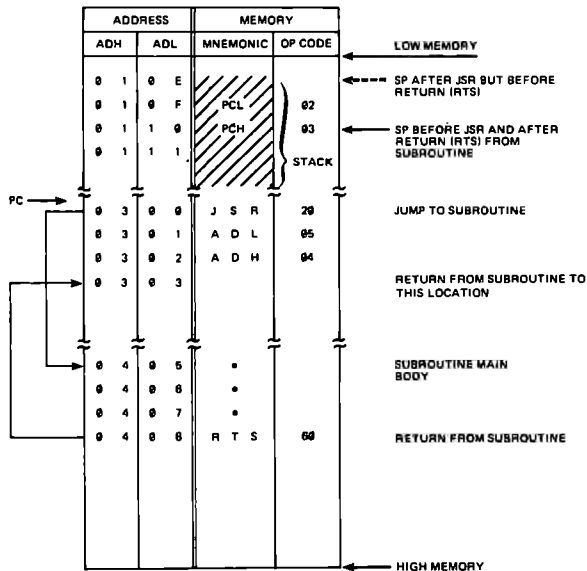 ADDRESS MEMORY
ADH ADL MNEMONIC OP CODE
LOW MEMORY
0 1 0 E SP AFTER JSR BUT BEFORE
RETURN (RTS)
0 1 0 F PCL 02
0 1 1 0 PCH 03 SP BEFORE JSR AND AFTER
RETURN (RTS) FROM
SUBROUTINE
0 1 1 1
STACK
PC
0 3 0 0 J S R 20 JUMP TO SUBROUTINE
0 3 0 1 A D L 05
0 3 0 2 A D H 04
0 3 0 3 RETURN FROM SUBROUTINE TO
THIS LOCATION
0 4 0 5 • SUBROUTINE MAIN
BODY
0 4 0 6 •
0 4 0 7 •
0 4 0 8 R T S 60 RETURN FROM SUBROUTINE
HIGH MEMORY